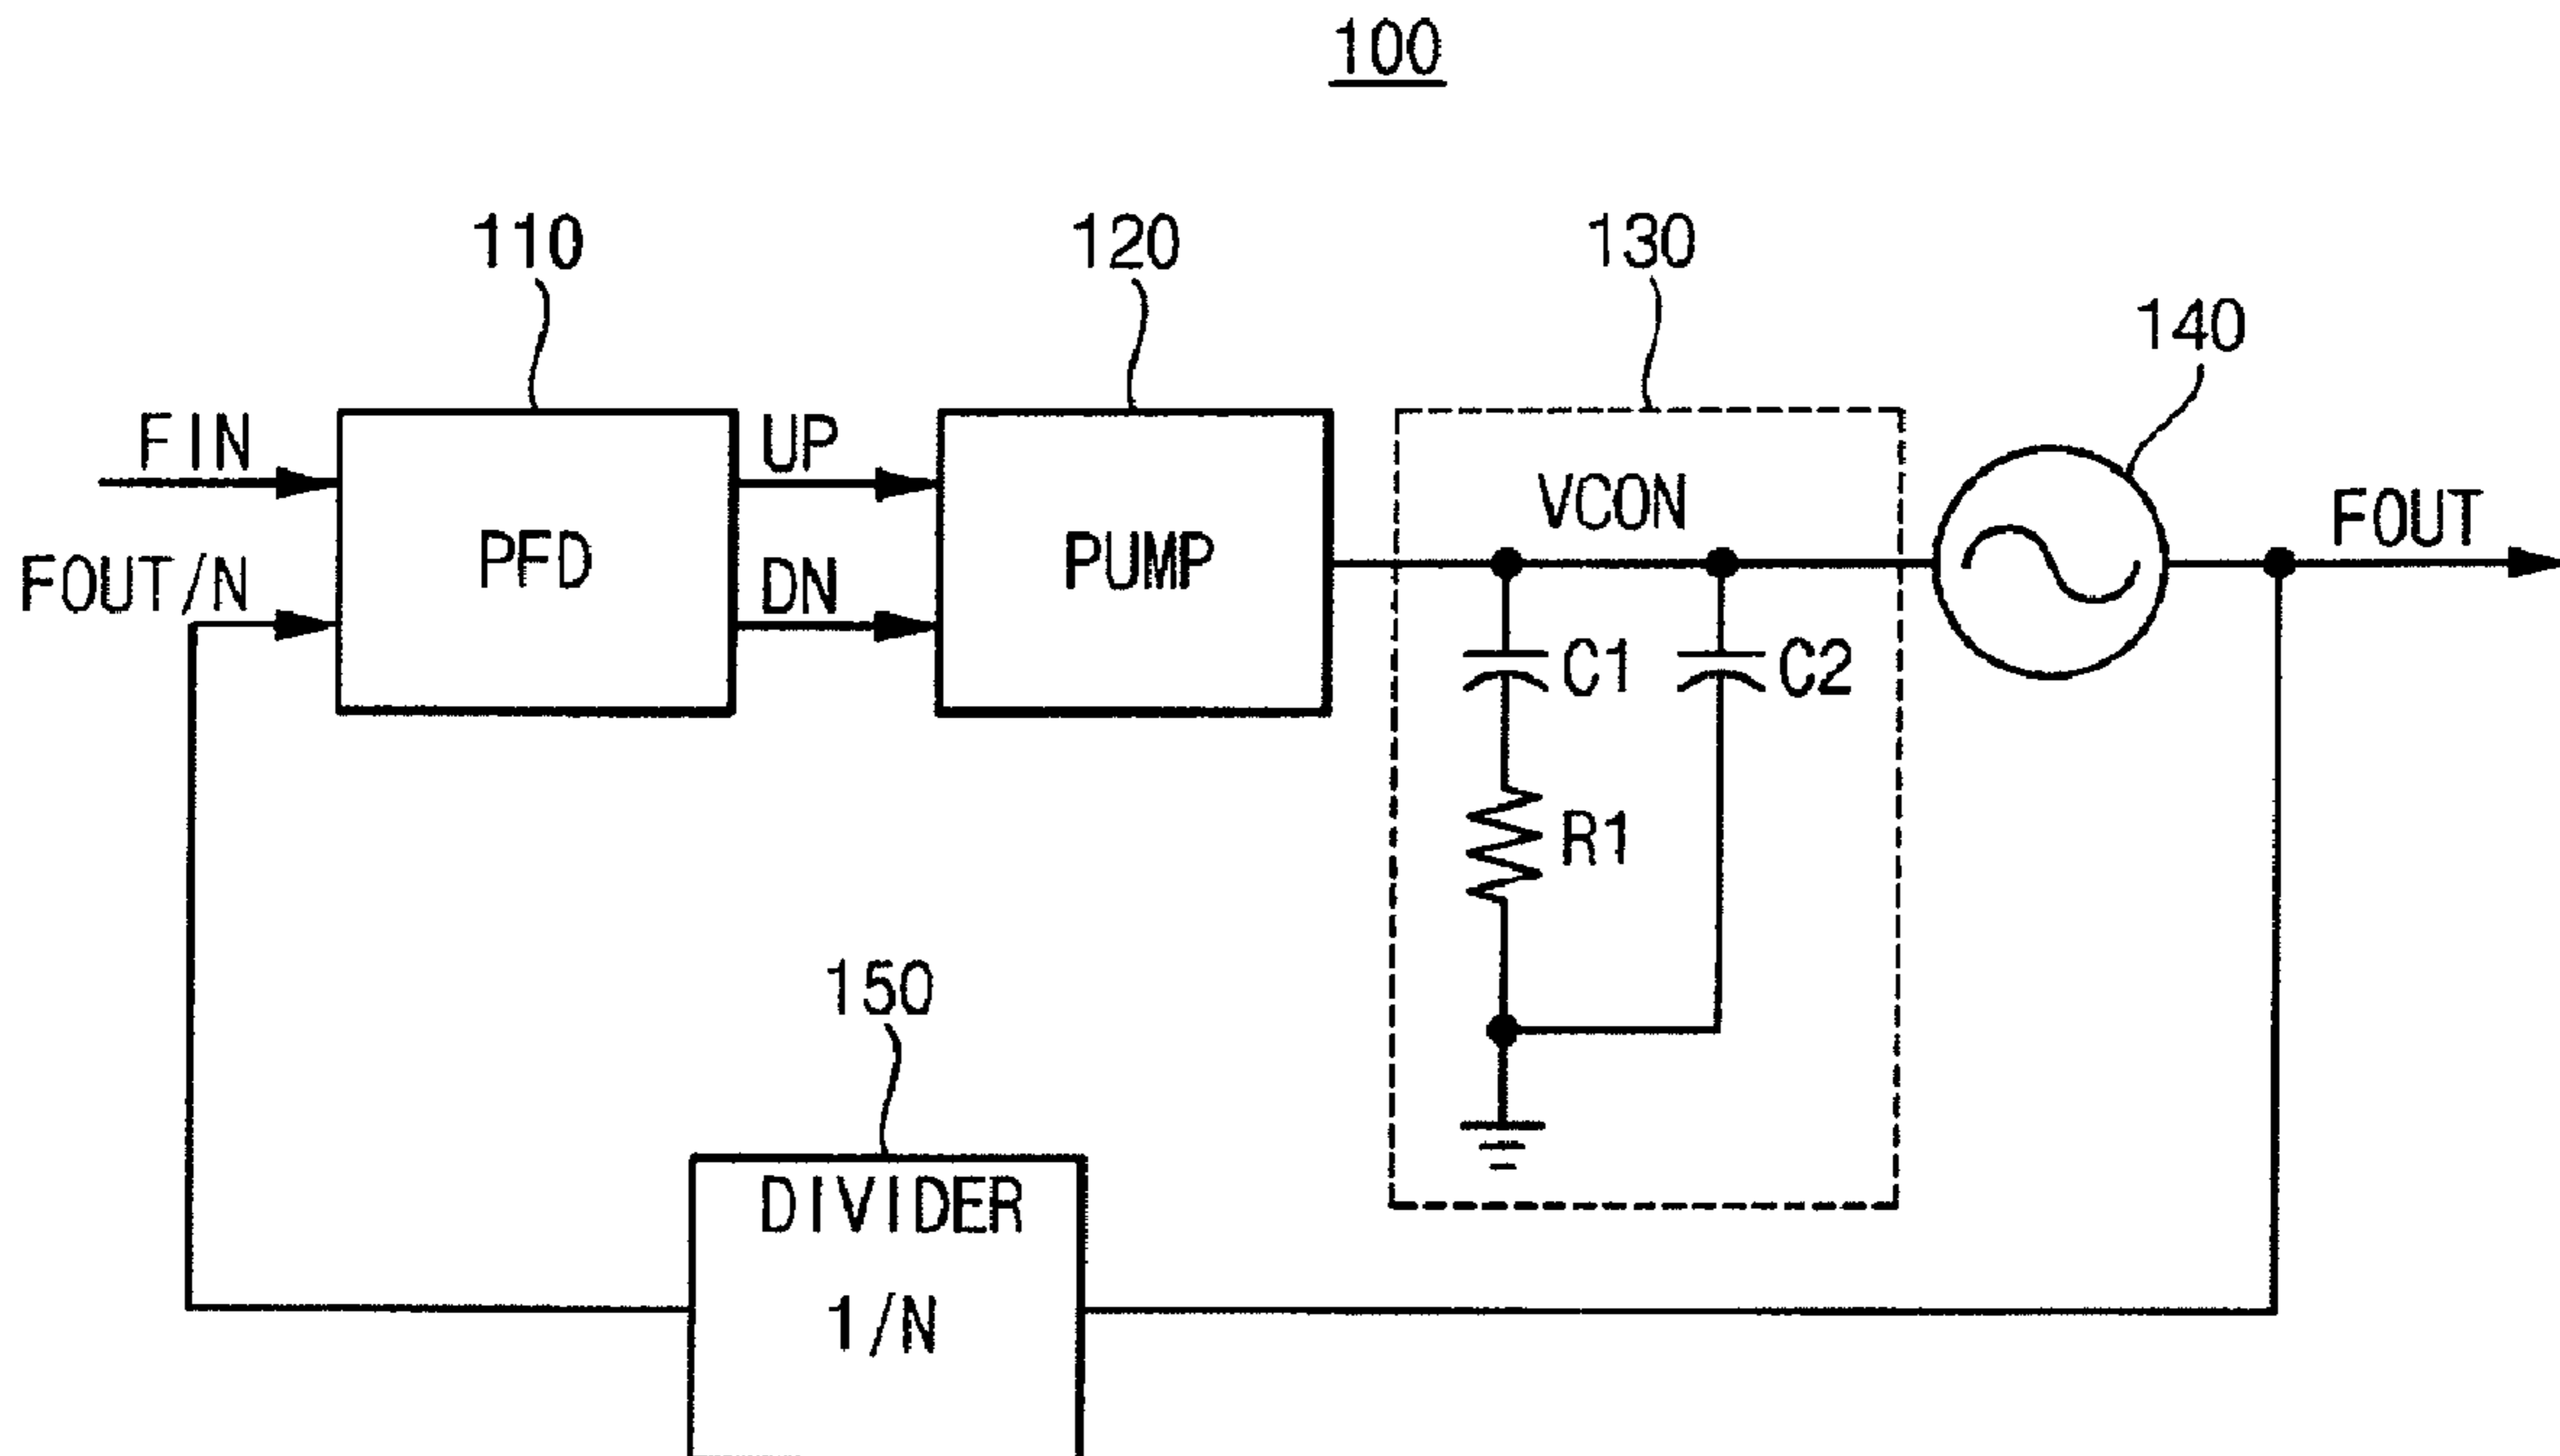 100
110
120
130
140
FIN
UP
VCON
FOUT
FOUT/N
PFD
DN
PUMP
C1
C2
R1
150
DIVIDER
1/N